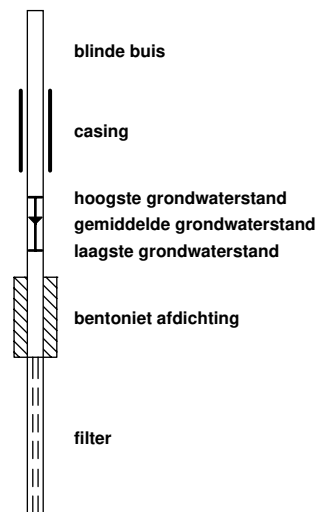 blinde buis
casing
hoogste grondwaterstand
gemiddelde grondwaterstand
laagste grondwaterstand
bentoniet afdichting
filter